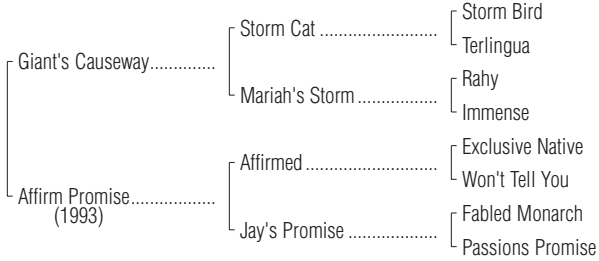 Storm Bird
Storm Cat ......................
Terlingua
Giant's Causeway..............
Rahy
Mariah's Storm ...............
Immense
Exclusive Native
Affirmed .........................
Won't Tell You
Affirm Promise..................
(1993)
Fabled Monarch
Jay's Promise .................
Passions Promise